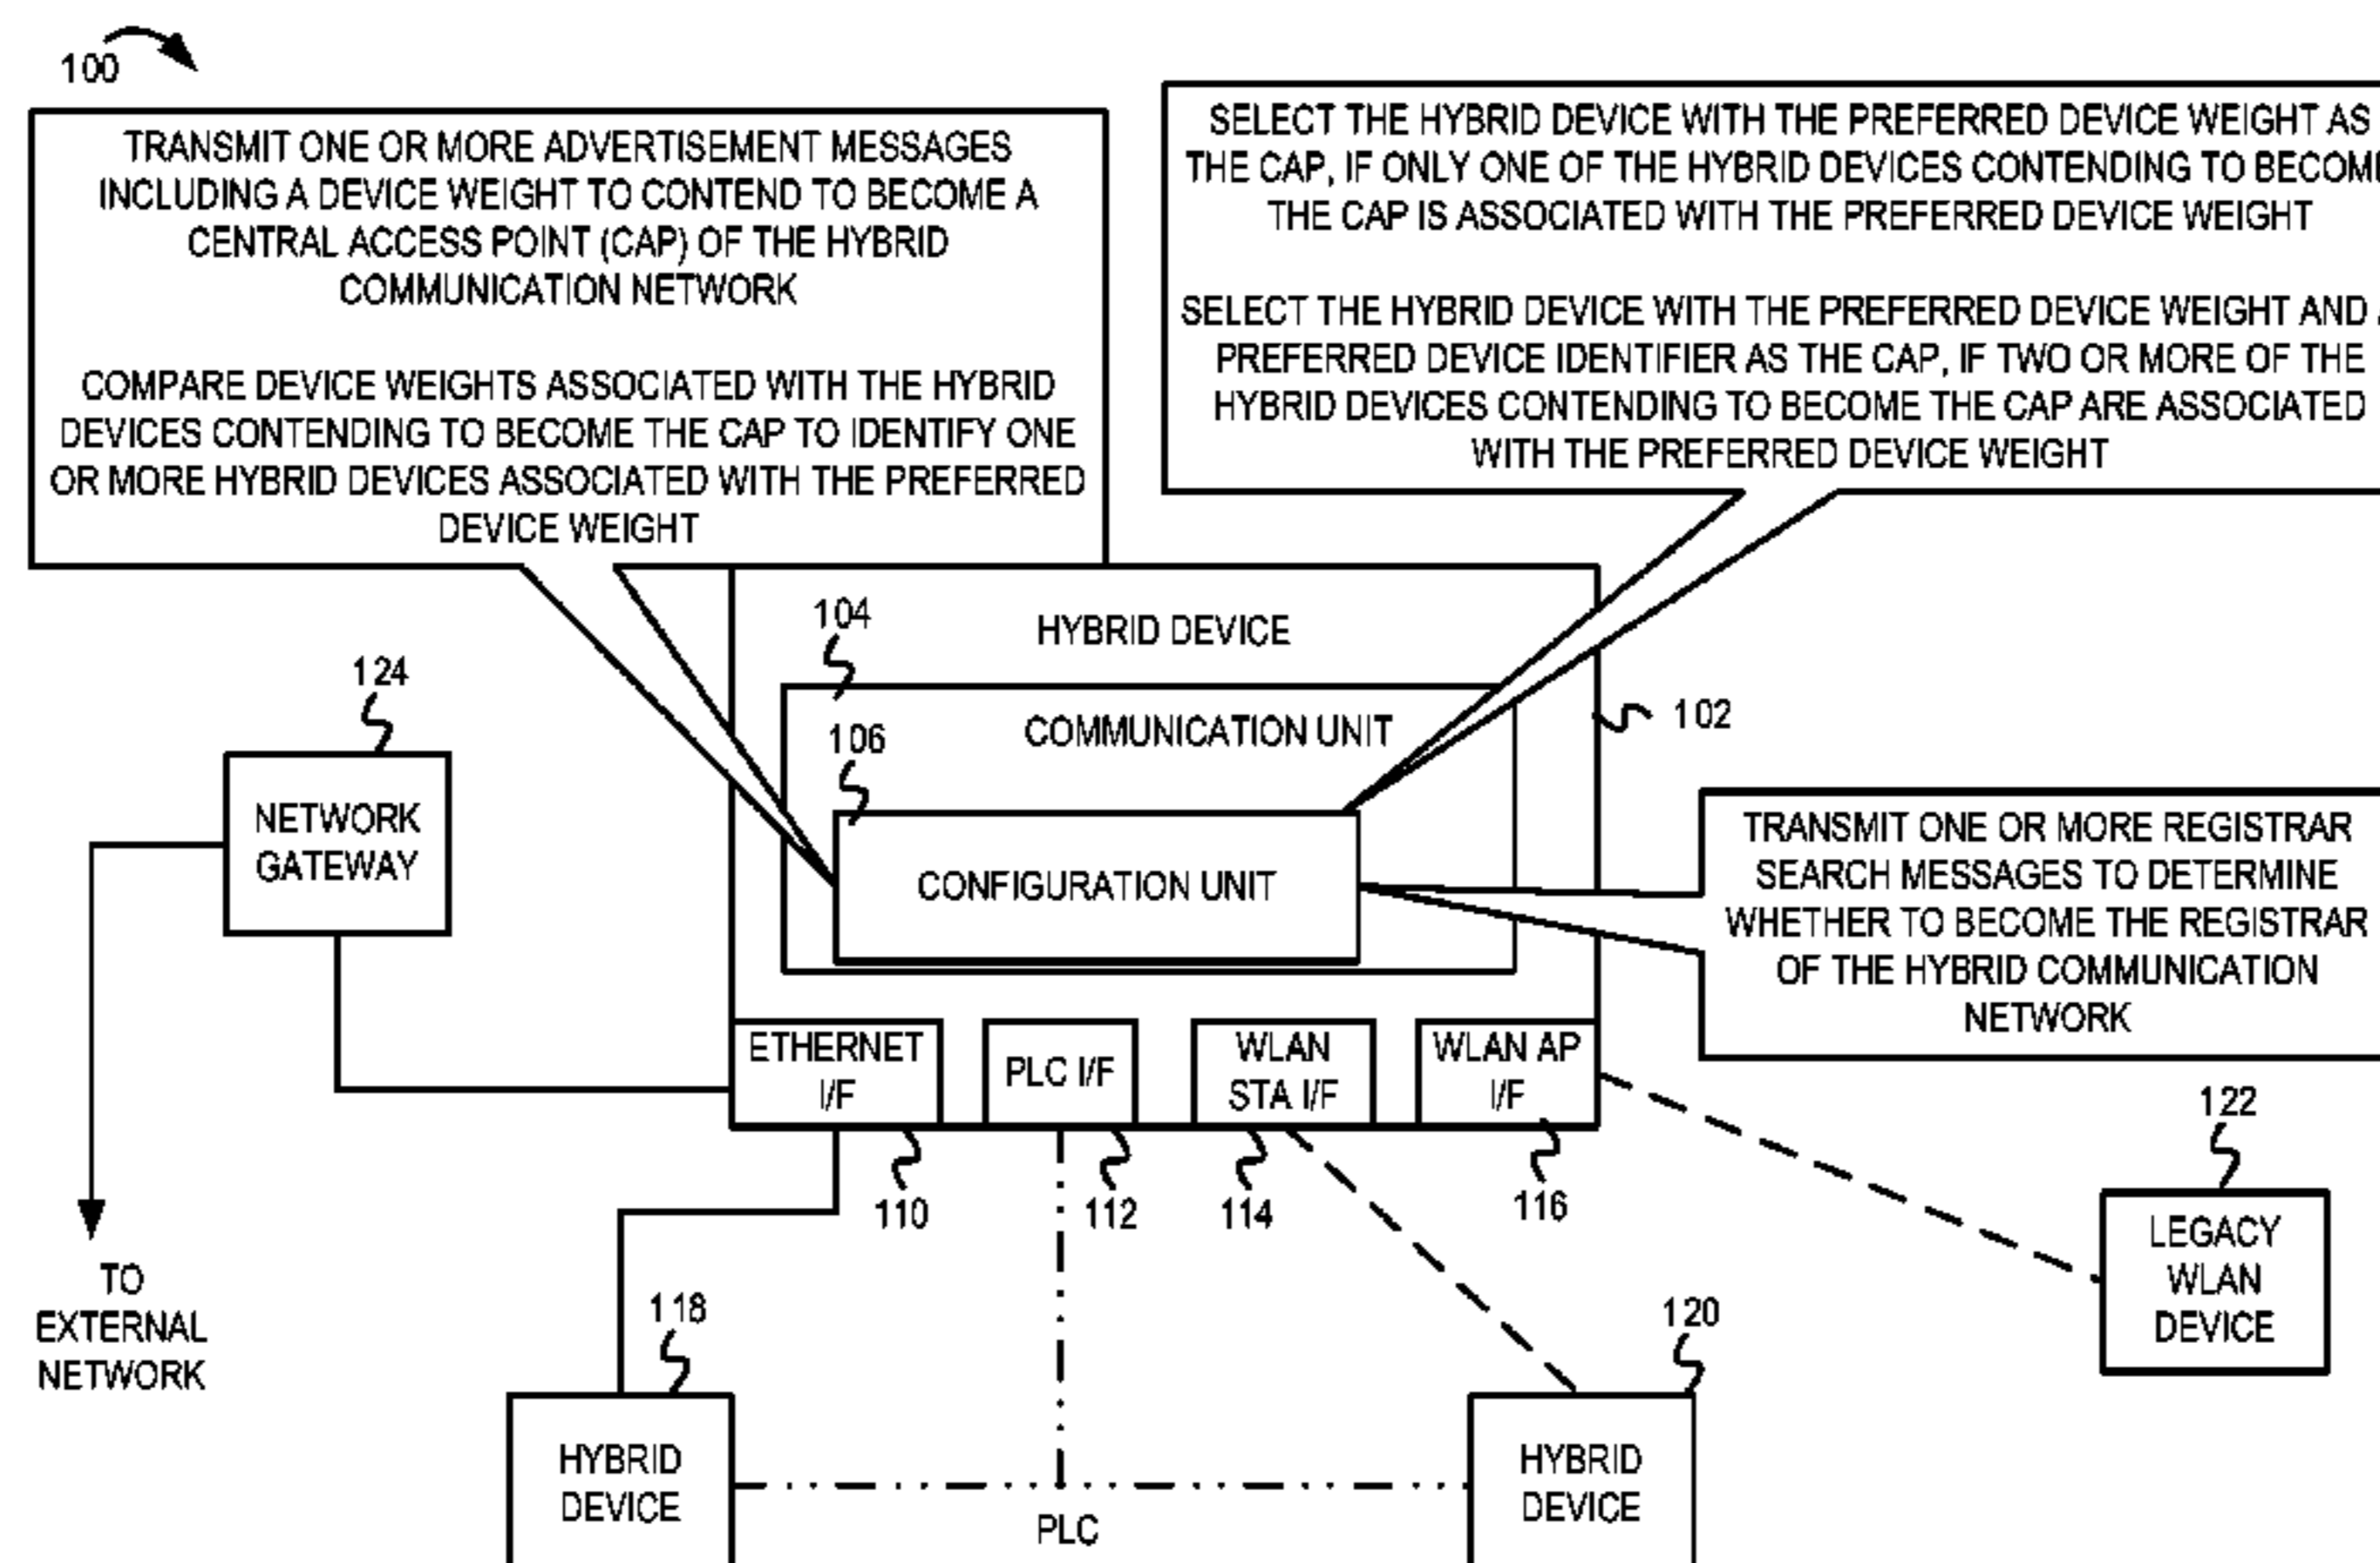 100
TRANSMIT ONE OR MORE ADVERTISEMENT MESSAGES
INCLUDING A DEVICE WEIGHT TO CONTEND TO BECOME A
CENTRAL ACCESS POINT (CAP) OF THE HYBRID
COMMUNICATION NETWORK
COMPARE DEVICE WEIGHTS ASSOCIATED WITH THE HYBRID
DEVICES CONTENDING TO BECOME THE CAP TO IDENTIFY ONE
OR MORE HYBRID DEVICES ASSOCIATED WITH THE PREFERRED
DEVICE WEIGHT
SELECT THE HYBRID DEVICE WITH THE PREFERRED DEVICE WEIGHT AS
THE CAP, IF ONLY ONE OF THE HYBRID DEVICES CONTENDING TO BECOME
THE CAP IS ASSOCIATED WITH THE PREFERRED DEVICE WEIGHT
SELECT THE HYBRID DEVICE WITH THE PREFERRED DEVICE WEIGHT AND
PREFERRED DEVICE IDENTIFIER AS THE CAP, IF TWO OR MORE OF THE
HYBRID DEVICES CONTENDING TO BECOME THE CAP ARE ASSOCIATED
WITH THE PREFERRED DEVICE WEIGHT
104
HYBRID DEVICE
102
106
COMMUNICATION UNIT
CONFIGURATION UNIT
124
NETWORK
GATEWAY
TRANSMIT ONE OR MORE REGISTRAR
SEARCH MESSAGES TO DETERMINE
WHETHER TO BECOME THE REGISTRAR
OF THE HYBRID COMMUNICATION
NETWORK
ETHERNET
I/F
PLC I/F
WLAN
STA I/F
WLAN AP
I/F
110
112
114
116
122
LEGACY
WLAN
DEVICE
TO
EXTERNAL
NETWORK
118
HYBRID
DEVICE
PLC
120
HYBRID
DEVICE